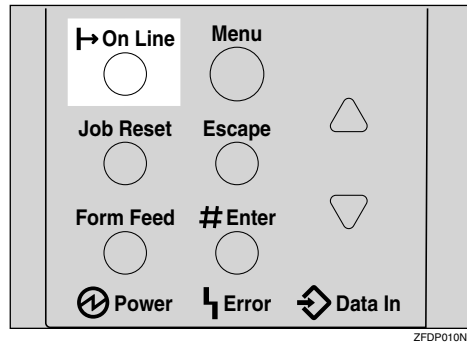 On Line Menu
Job Reset Escape
Form Feed # Enter
Power Error Data In
ZFDP010N